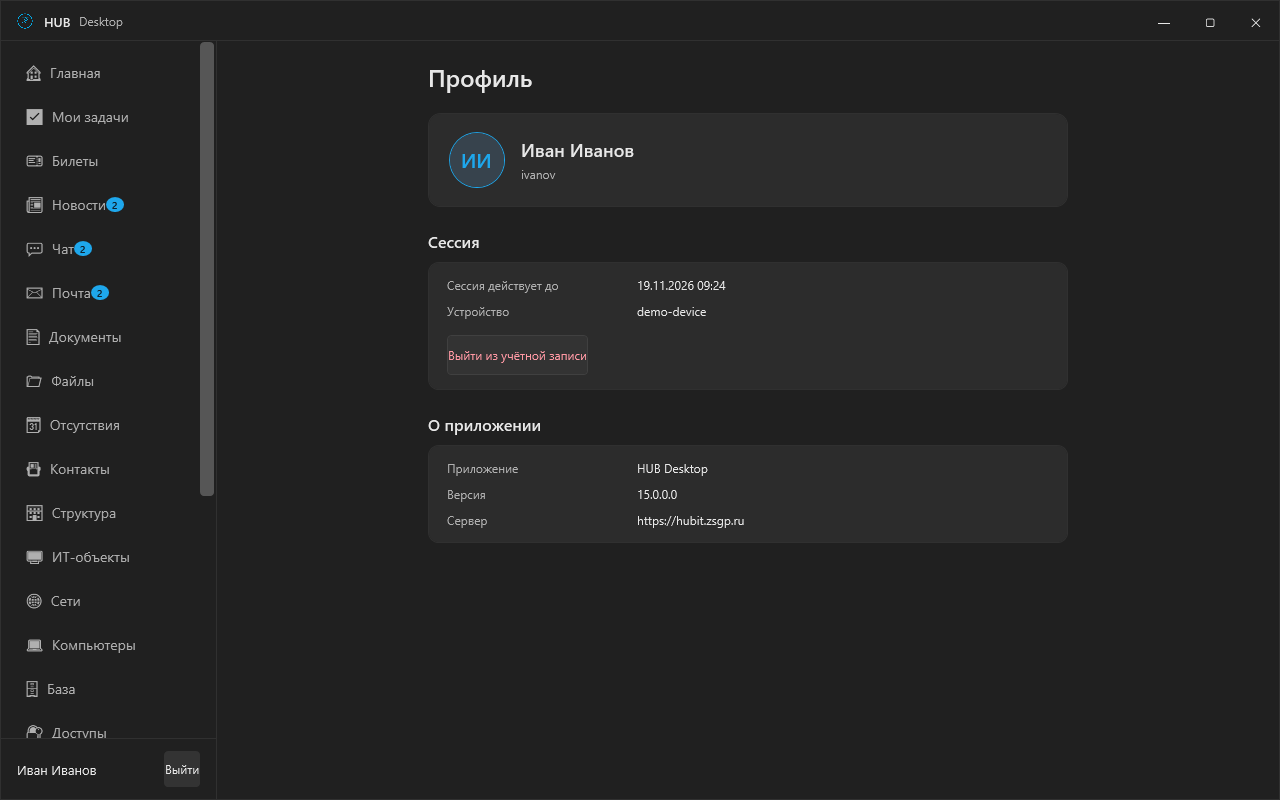 HUB Desktop
Главная
Мои задачи
Билеты
Новости 2
Чат 2
Почта 2
Документы
Файлы
31 Отсутствия
Контакты
Структура
ИТ-объекты
Сети
Компьютеры
База
Доступы
Иван Иванов Выйти
Профиль
ИИ
Иван Иванов
ivanov
Сессия
Сессия действует до 19.11.2026 09:24
Устройство demo-device
Выйти из учётной записи
О приложении
Приложение HUB Desktop
Версия 15.0.0.0
Сервер https://hubit.zsgp.ru